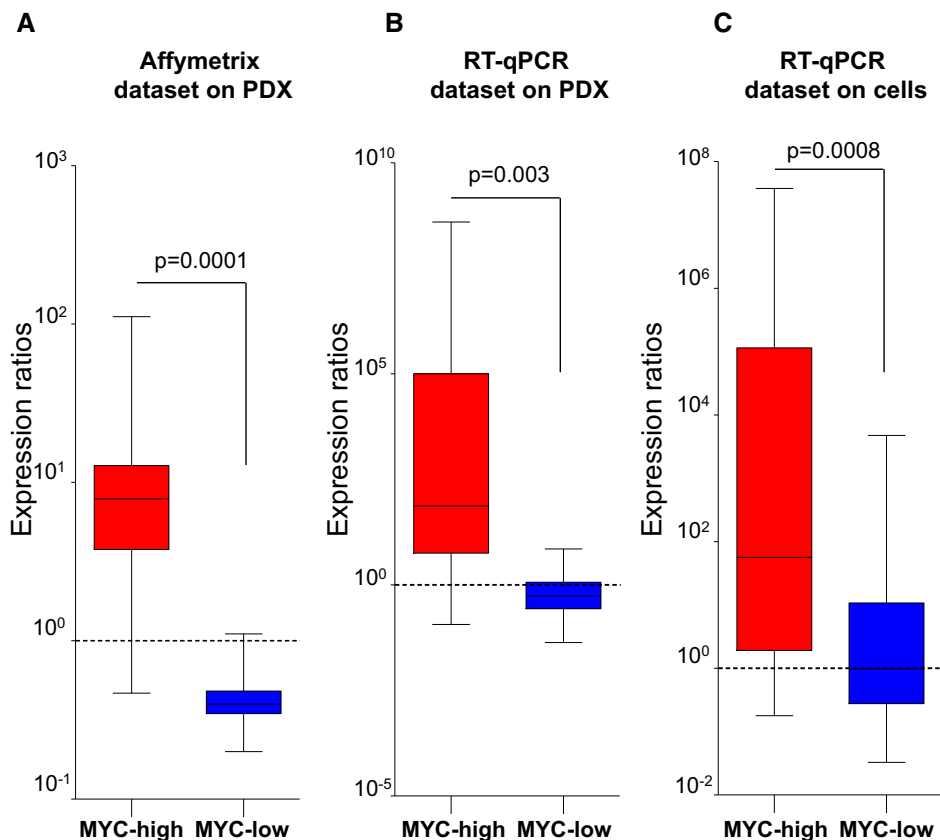 A
Affymetrix
dataset on PDX
Expression ratios
10³
10²
10¹
10⁰
10⁻¹
p=0.0001
MYC-high MYC-low
B
RT-qPCR
dataset on PDX
Expression ratios
10¹⁰
10⁵
10⁰
10⁻⁵
p=0.003
MYC-high MYC-low
C
RT-qPCR
dataset on cells
Expression ratios
10⁸
10⁶
10⁴
10²
10⁰
10⁻²
p=0.0008
MYC-high MYC-low